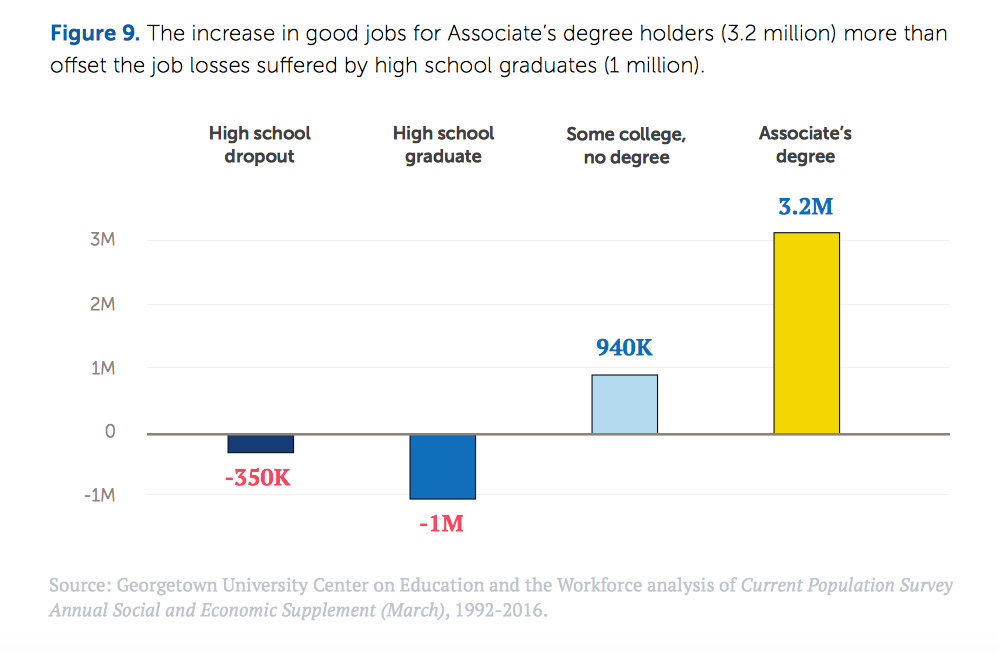 Figure 9. The increase in good jobs for Associate’s degree holders (3.2 million) more than
offset the job losses suffered by high school graduates (1 million).
High school
dropout
High school
graduate
Some college,
no degree
Associate’s
degree
3.2M
3M
2M
940K
1M
0
-350K
-1M
-1M
Source: Georgetown University Center on Education and the Workforce analysis of Current Population Survey
Annual Social and Economic Supplement (March), 1992-2016.